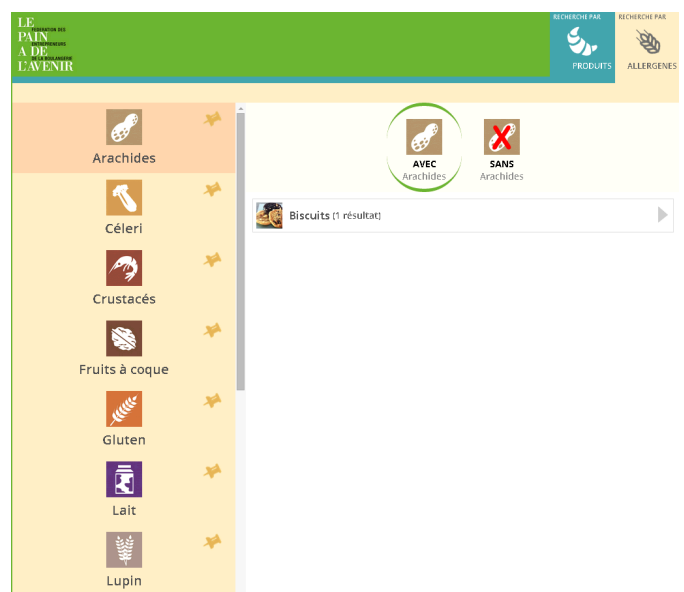 LE
FÉDÉRATION DES
PAIN
ENTREPRENEURS
A DE
DE LA BOULANGERIE
L'AVENIR
RECHERCHE PAR
PRODUITS
RECHERCHE PAR
ALLERGENES
Arachides
Céleri
Crustacés
Fruits à coque
Gluten
Lait
Lupin
AVEC
Arachides
SANS
Arachides
Biscuits (1 résultat)